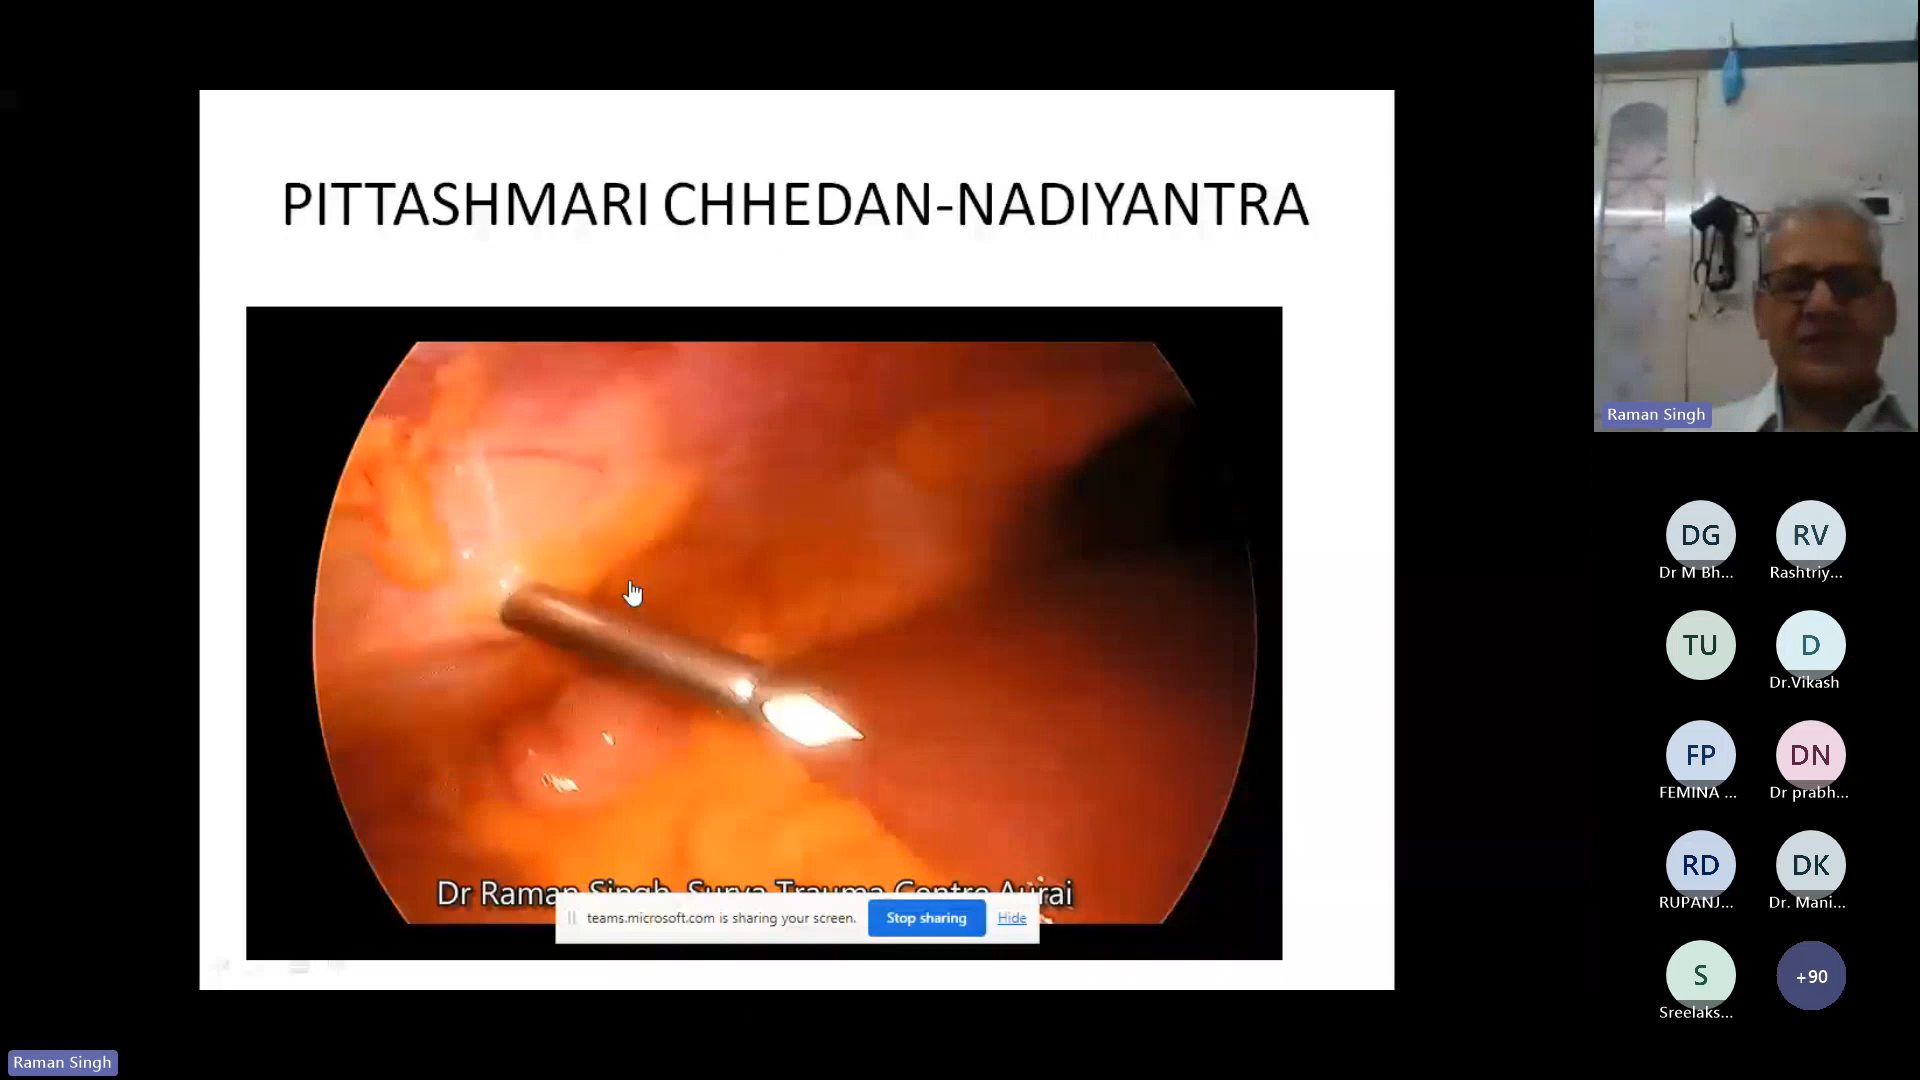 PITTASHMARI CHHEDAN-NADIYANTRA
Dr Raman Singh, Surya Trauma Centre Aurai
teams.microsoft.com is sharing your screen.
Stop sharing
Hide
Raman Singh
DG
Dr M Bh...
RV
Rashtriy...
TU
D
Dr.Vikash
FP
FEMINA ...
DN
Dr prabh...
RD
RUPANJ...
DK
Dr. Mani...
S
Sreelaks...
+90
Raman Singh